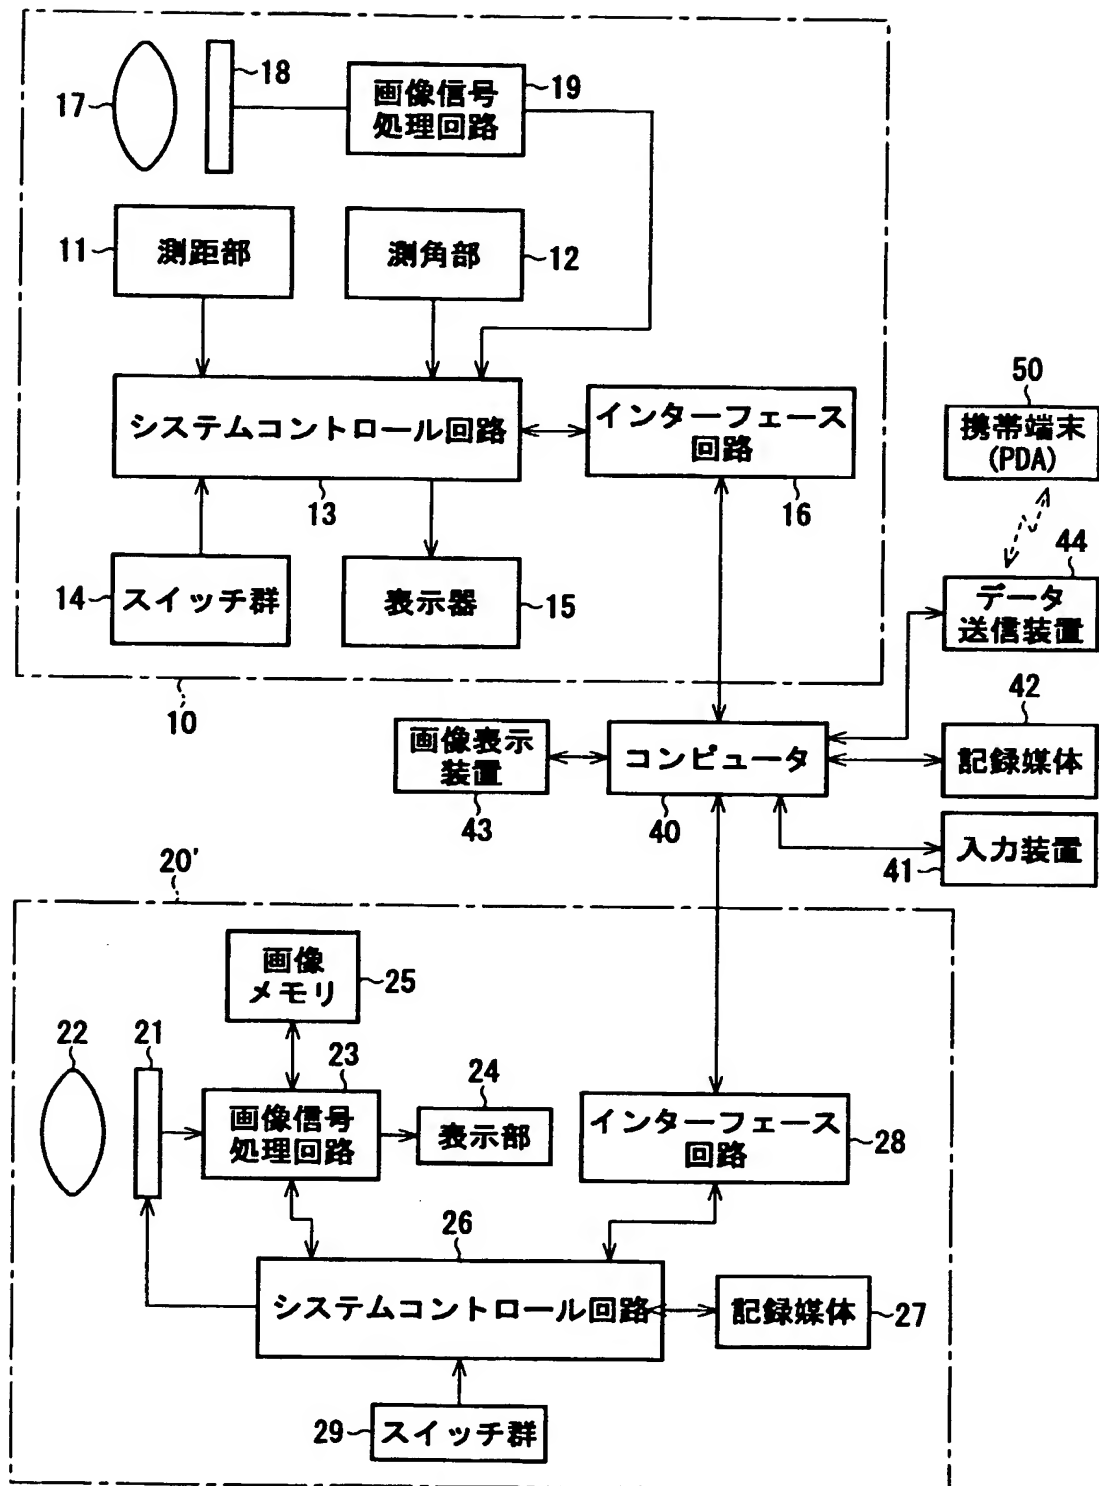 17
18
画像信号
処理回路
19
11
測距部
測角部
12
システムコントロール回路
13
インターフェース
回路
16
14
スイッチ群
表示器
15
10
50
携帯端末
(PDA)
44
データ
送信装置
42
記録媒体
41
入力装置
画像表示
装置
43
コンピュータ
40
20'
画像
メモリ
25
22
21
23
画像信号
処理回路
24
表示部
インターフェース
回路
28
26
システムコントロール回路
記録媒体
27
29
スイッチ群